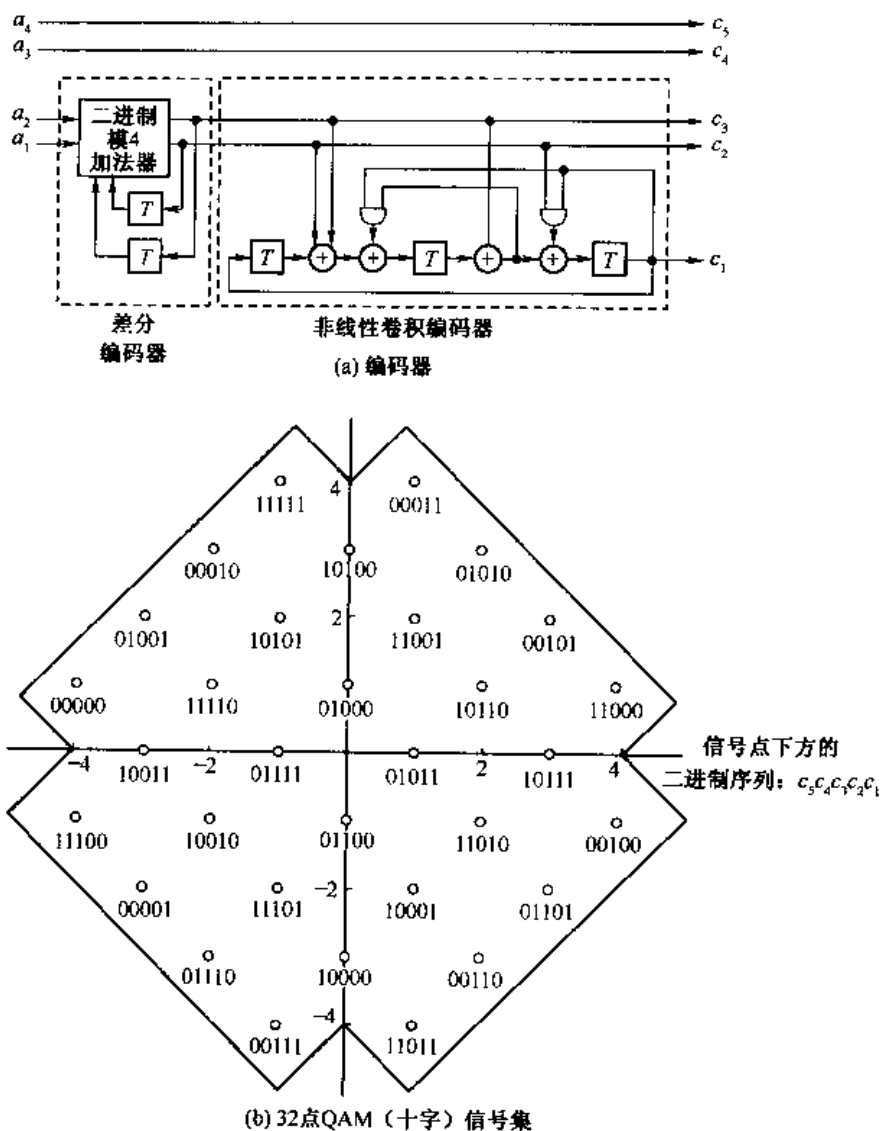 a₄ c₅
a₃ c₄
a₂ 二进制 c₃
a₁ 模4 c₂
加法器
T
T T T T c₁
+ + + +
差分
编码器
非线性卷积编码器
(a) 编码器
4
11111 00011
00010 10100 01010
2
01001 10101 11001 00101
00000 11110 01000 10110 11000
−4 −2 2 4
10011 01111 01011 10111
信号点下方的
二进制序列：c₅c₄c₃c₂c₁
11100 10010 01100 11010 00100
−2
00001 11101 10001 01101
01110 10000 00110
−4
00111 11011
(b) 32点QAM（十字）信号集